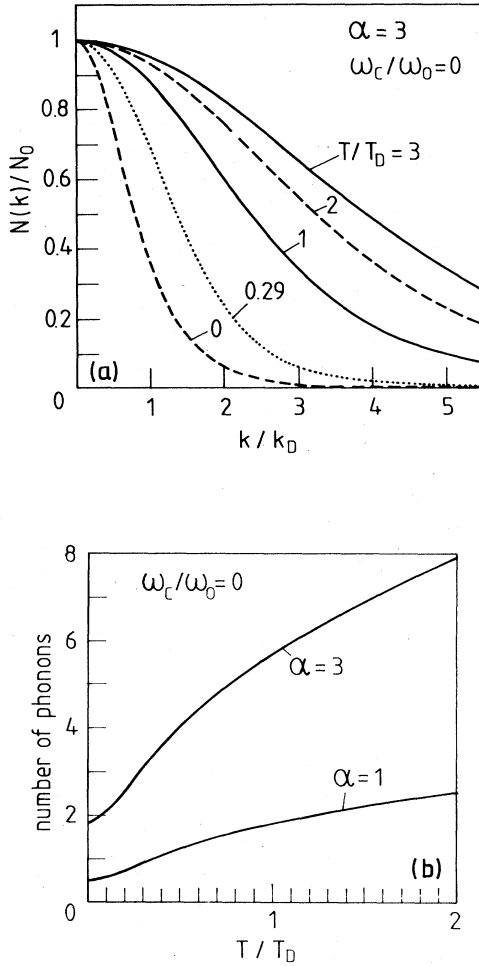 α=3
ω_c/ω_0=0
N(k)/N_0
1
0.8
0.6
0.4
0.2
0
T/T_D=3
2
1
0.29
0
(a)
1 2 3 4 5
k/k_D
8
6
4
2
0
ω_c/ω_0=0
number of phonons
α=3
α=1
(b)
1 2
T/T_D